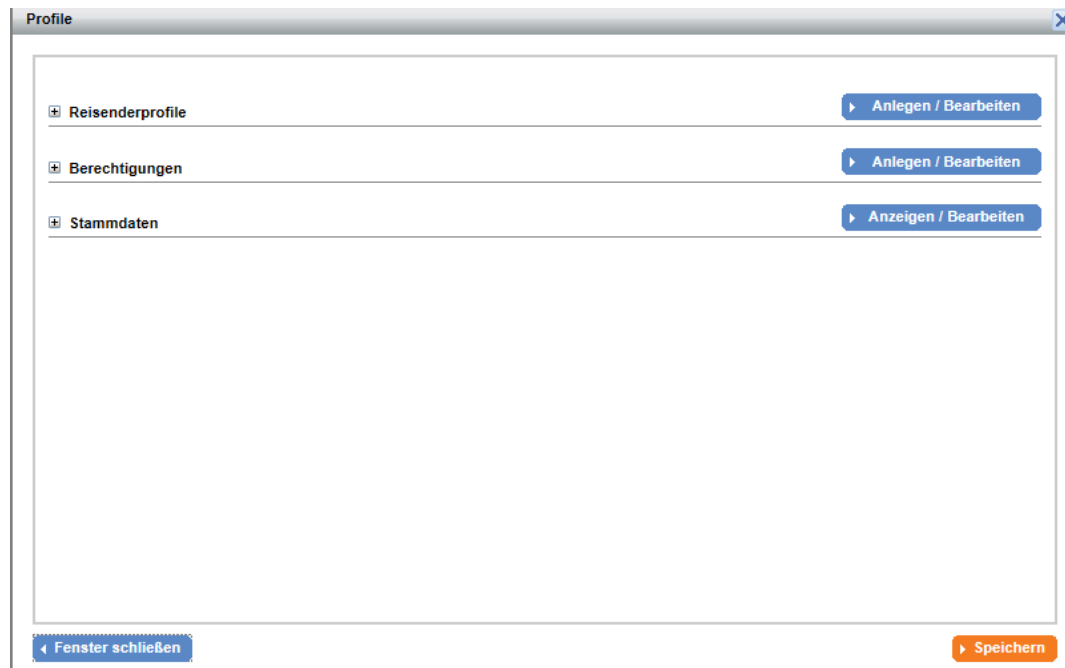 Profile
Reisenderprofile
Anlegen / Bearbeiten
Berechtigungen
Anlegen / Bearbeiten
Stammdaten
Anzeigen / Bearbeiten
Fenster schließen
Speichern